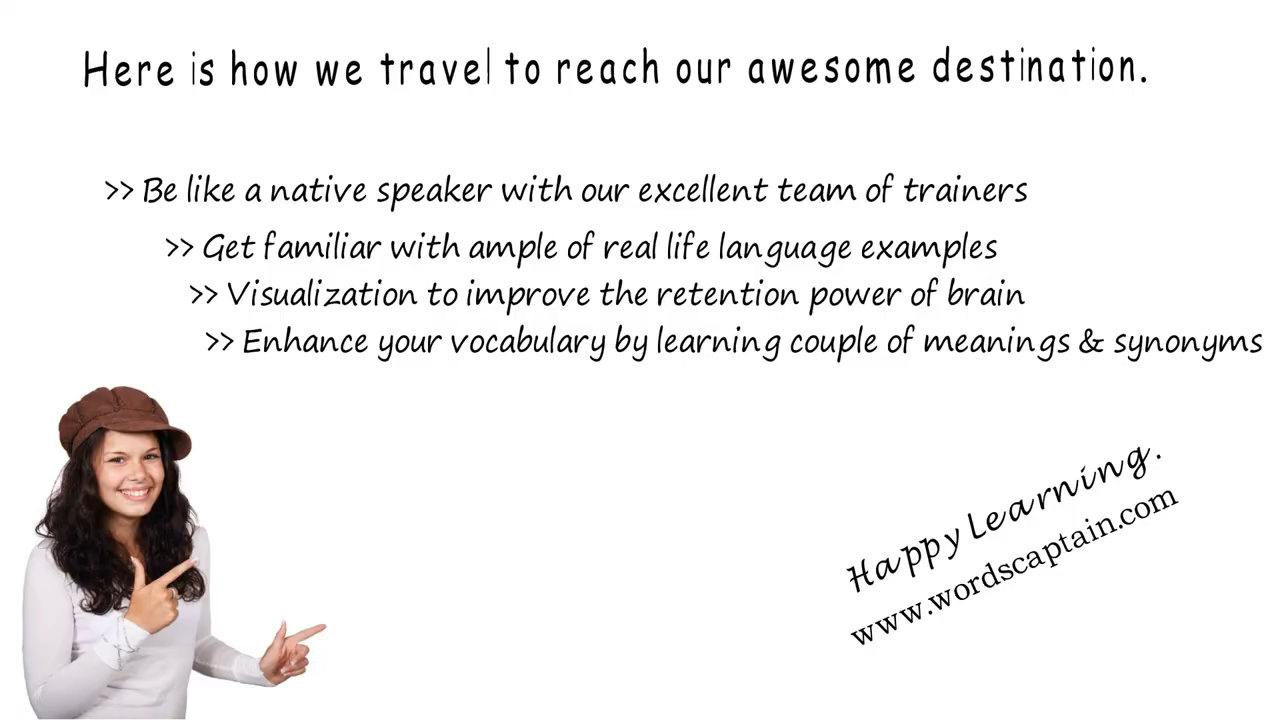 Here is how we travel to reach our awesome destination.
>> Be like a native speaker with our excellent team of trainers
>> Get familiar with ample of real life language examples
>> Visualization to improve the retention power of brain
>> Enhance your vocabulary by learning couple of meanings & synonyms
Happy Learning.
www.wordscaptain.com